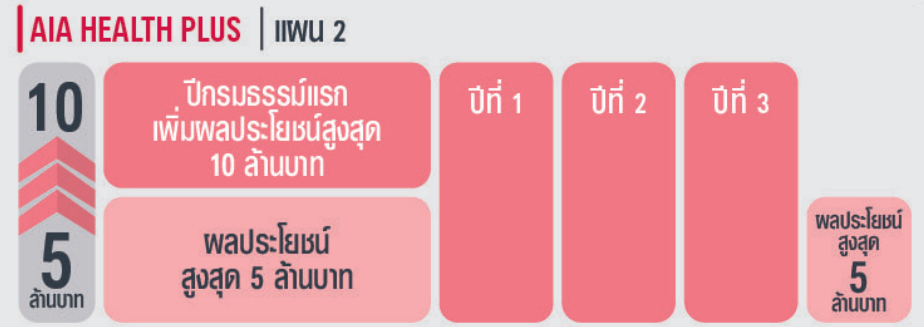 AIA HEALTH PLUS | แผน 2
10
5
ล้านบาท
ปีกรมธรรม์แรก
เพิ่มผลประโยชน์สูงสุด
10 ล้านบาท
ผลประโยชน์
สูงสุด 5 ล้านบาท
ปีที่ 1
ปีที่ 2
ปีที่ 3
ผลประโยชน์
สูงสุด
5
ล้านบาท